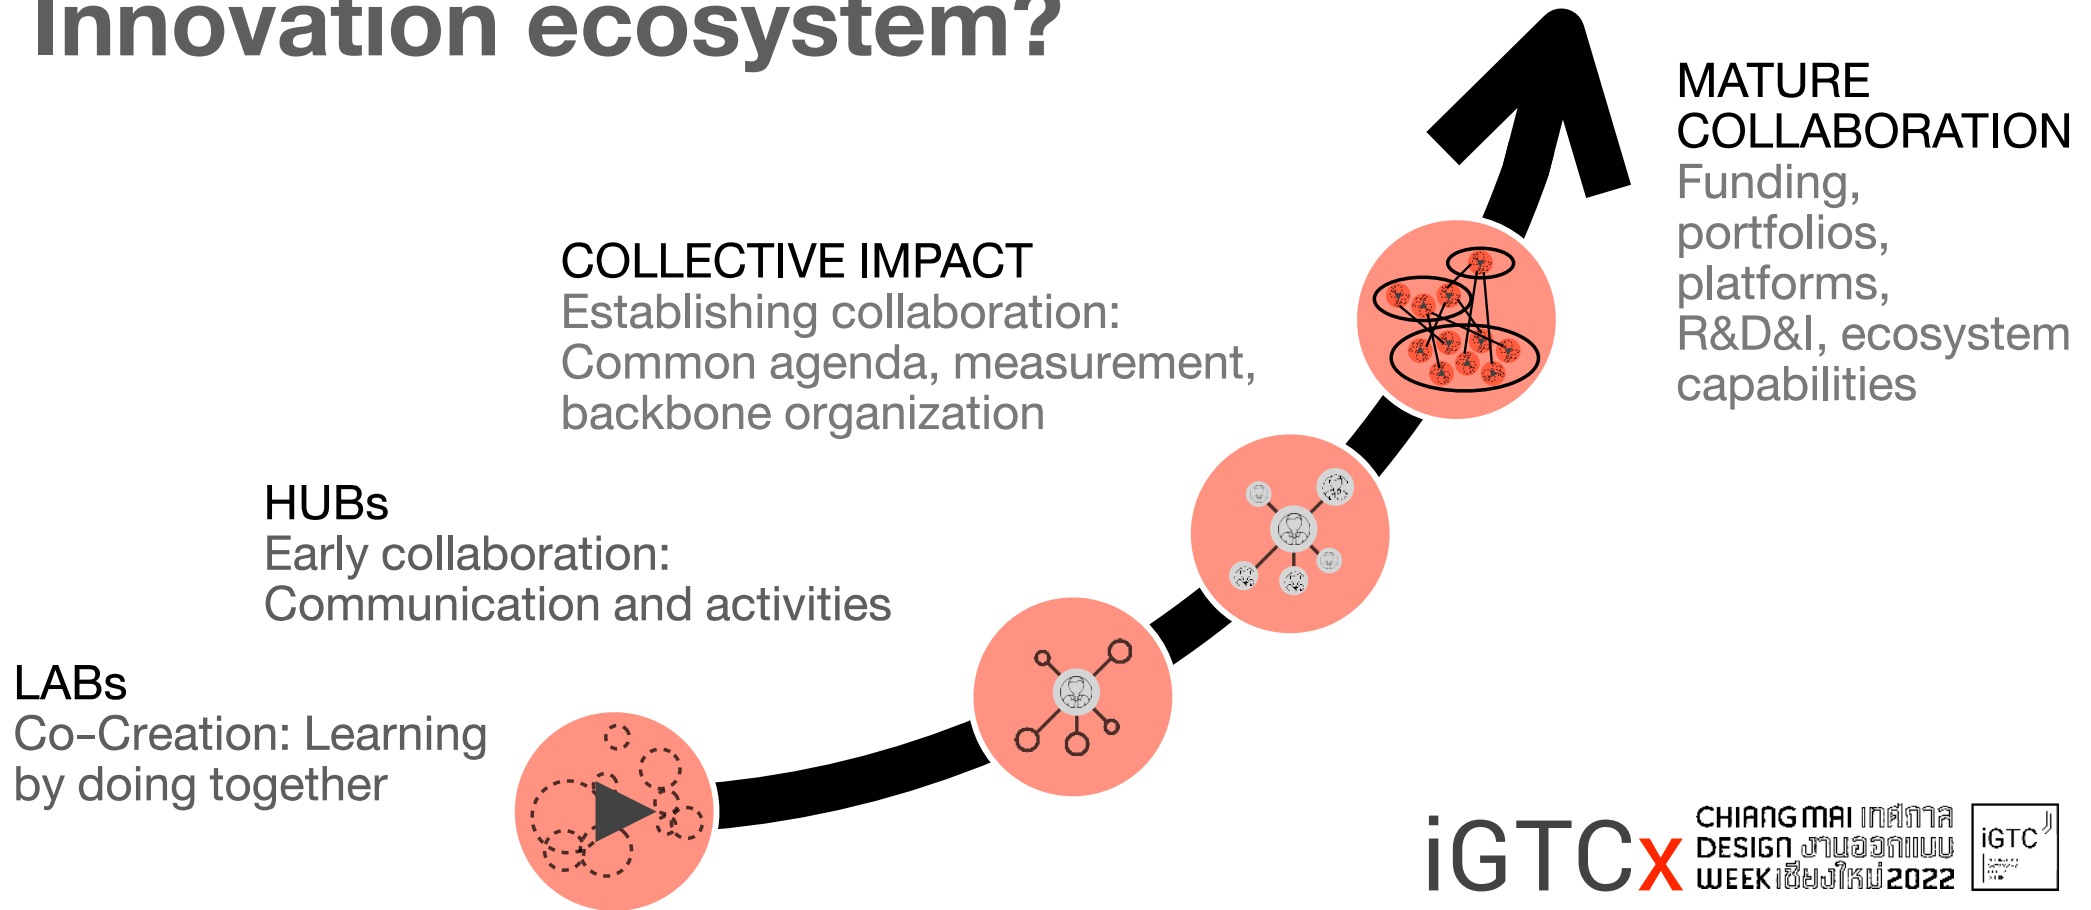 Innovation ecosystem?
MATURE
COLLABORATION
Funding,
portfolios,
platforms,
R&D&I, ecosystem
capabilities
COLLECTIVE IMPACT
Establishing collaboration:
Common agenda, measurement,
backbone organization
HUBs
Early collaboration:
Communication and activities
LABs
Co-Creation: Learning
by doing together
iGTCx
CHIANG MAI เทศกาล
DESIGN งานออกแบบ
WEEK เชียงใหม่ 2022
iGTC